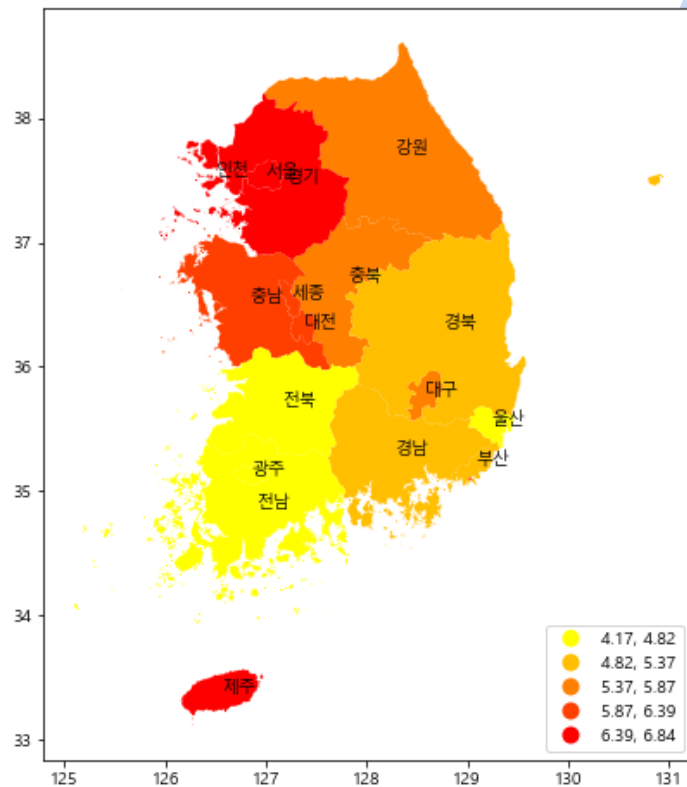 38
37
36
35
34
33
강원
인천
서울
경기
충북
세종
충남
대전
경북
대구
전북
울산
경남
부산
광주
전남
제주
4.17, 4.82
4.82, 5.37
5.37, 5.87
5.87, 6.39
6.39, 6.84
125 126 127 128 129 130 131